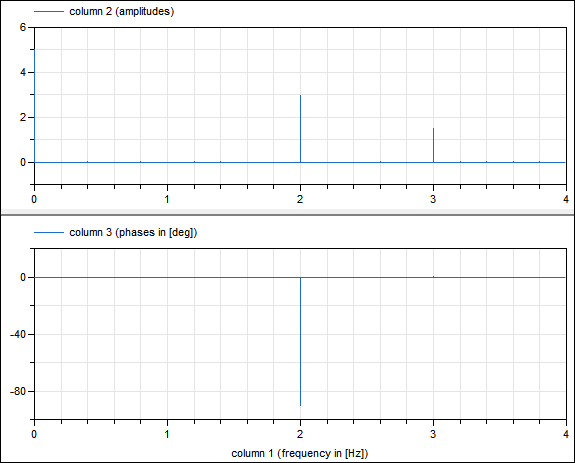 column 2 (amplitudes)
6
4
2
0
0 1 2 3 4
column 3 (phases in [deg])
0
-40
-80
0 1 2 3 4
column 1 (frequency in [Hz])